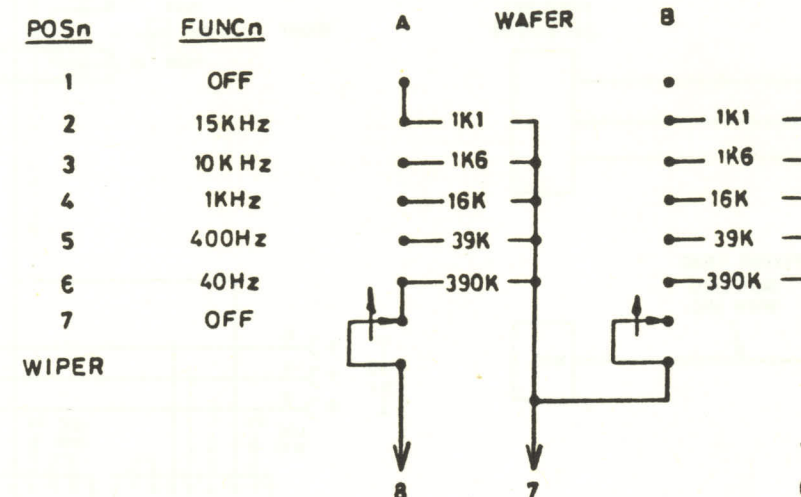 POSn FUNCn A WAFER B
1 OFF
2 15KHz 1K1 1K1
3 10KHz 1K6 1K6
4 1KHz 16K 16K
5 400Hz 39K 39K
6 40Hz 390K 390K
7 OFF
WIPER
8 7